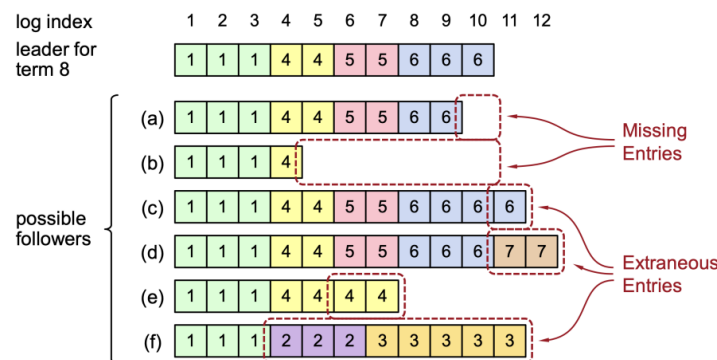 log index 1 2 3 4 5 6 7 8 9 10 11 12
leader for
term 8
1 1 1 4 4 5 5 6 6 6
possible
followers
(a) 1 1 1 4 4 5 5 6 6
(b) 1 1 1 4
(c) 1 1 1 4 4 5 5 6 6 6 6
(d) 1 1 1 4 4 5 5 6 6 6 7 7
(e) 1 1 1 4 4 4 4
(f) 1 1 1 2 2 2 3 3 3 3 3
Missing
Entries
Extraneous
Entries